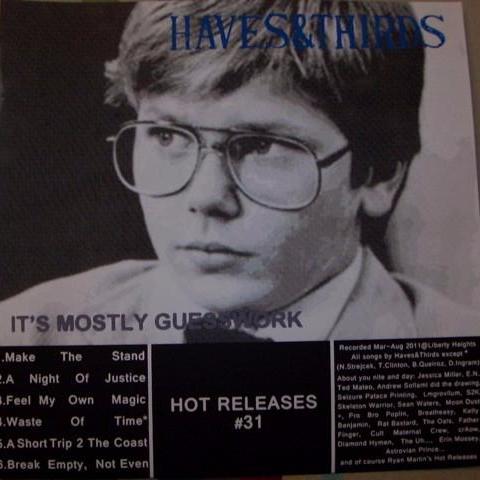 HAVES&THIRDS
IT'S MOSTLY GUESSWORK
.Make The Stand
2.A Night Of Justice
4.Feel My Own Magic
4.Waste Of Time*
5.A Short Trip 2 The Coast
6.Break Empty, Not Even
HOT RELEASES
#31
Recorded Mar-Aug 2011@Liberty Heights
All songs by Haves&Thirds except *
(N.Strejcek, T.Clinton, B.Queiroz, D.Ingram)
About you nite and day: Jessica Miller, E.N.
Ted Mateo, Andrew Sollami did the drawing,
Seizure Palace Printing, Lmgrovllum, S2K,
Skeleton Warrior, Sean Waters, Moon Dust
+, Pro Bro Poplin, Breatheasy, Kelly
Benjamin, Rat Bastard, The Oats, Father
Finger, Cult Maternal Crew, crAow,
Diamond Hymen, The Uh..., Erin Mossey,
Astrovian Prince...
and of course Ryan Martin's Hot Releases